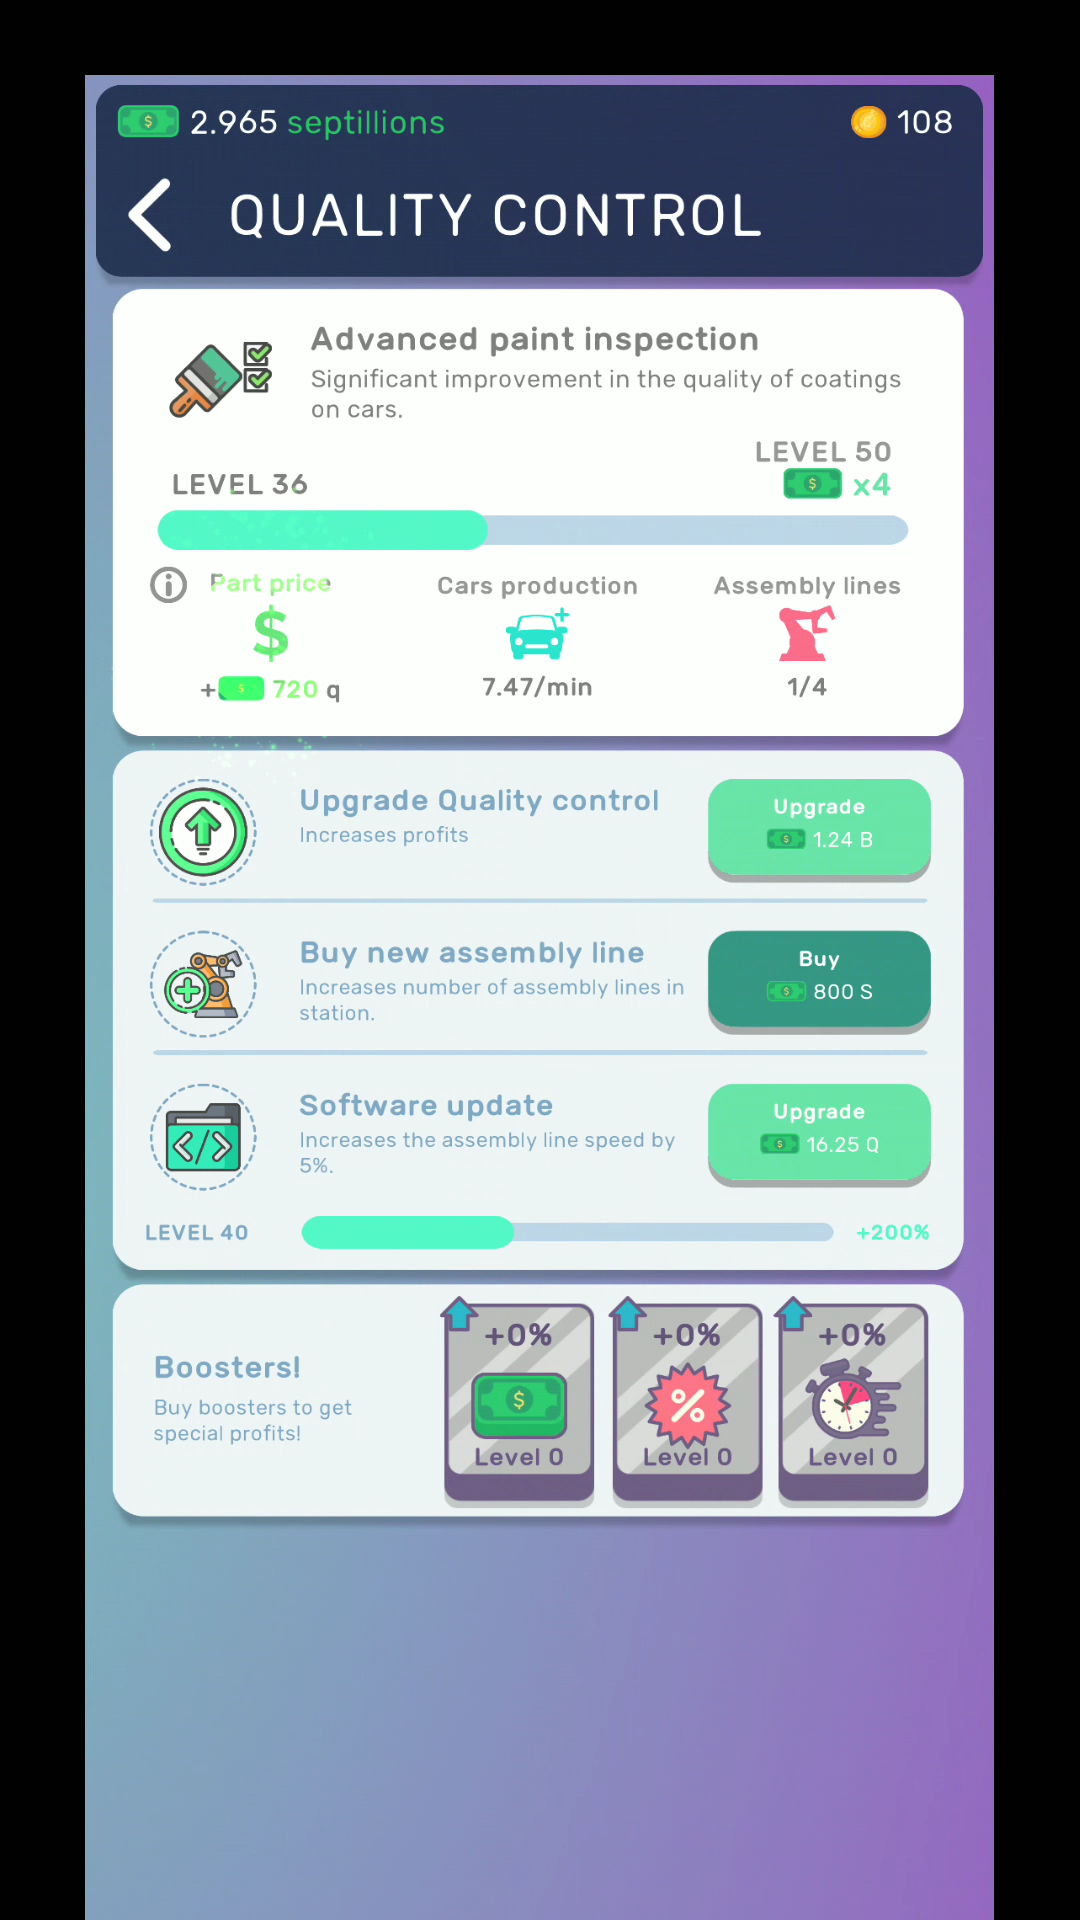 2.965 septillions
108
QUALITY CONTROL
Advanced paint inspection
Significant improvement in the quality of coatings
on cars.
LEVEL 50
x4
LEVEL 36
Part price
Cars production
Assembly lines
+ 720 q
7.47/min
1/4
Upgrade Quality control
Increases profits
Upgrade
1.24 B
Buy new assembly line
Increases number of assembly lines in
station.
Buy
800 S
Software update
Increases the assembly line speed by
5%.
Upgrade
16.25 Q
LEVEL 40
+200%
Boosters!
Buy boosters to get
special profits!
+0%
Level 0
+0%
Level 0
+0%
Level 0